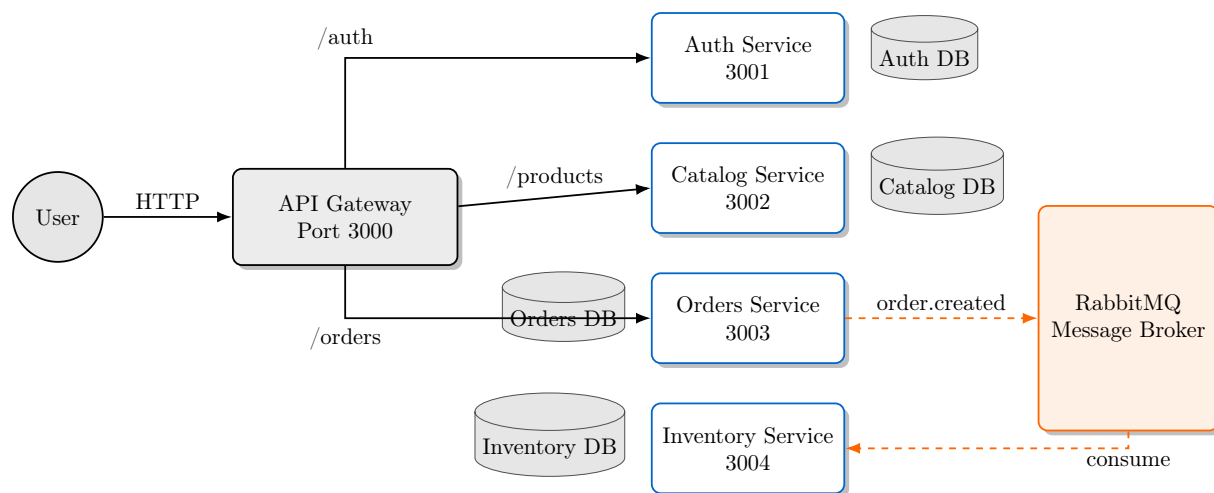 /auth
Auth Service
3001
Auth DB
/products
Catalog Service
3002
Catalog DB
User
HTTP
API Gateway
Port 3000
Orders DB
Orders Service
3003
order.created
RabbitMQ
Message Broker
/orders
Inventory DB
Inventory Service
3004
consume